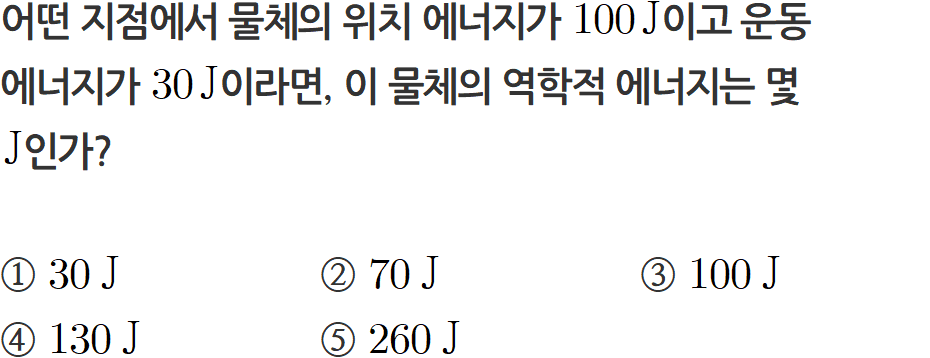 어떤 지점에서 물체의 위치 에너지가 100 J이고 운동
에너지가 30 J이라면, 이 물체의 역학적 에너지는 몇
J인가?
① 30 J ② 70 J ③ 100 J
④ 130 J ⑤ 260 J